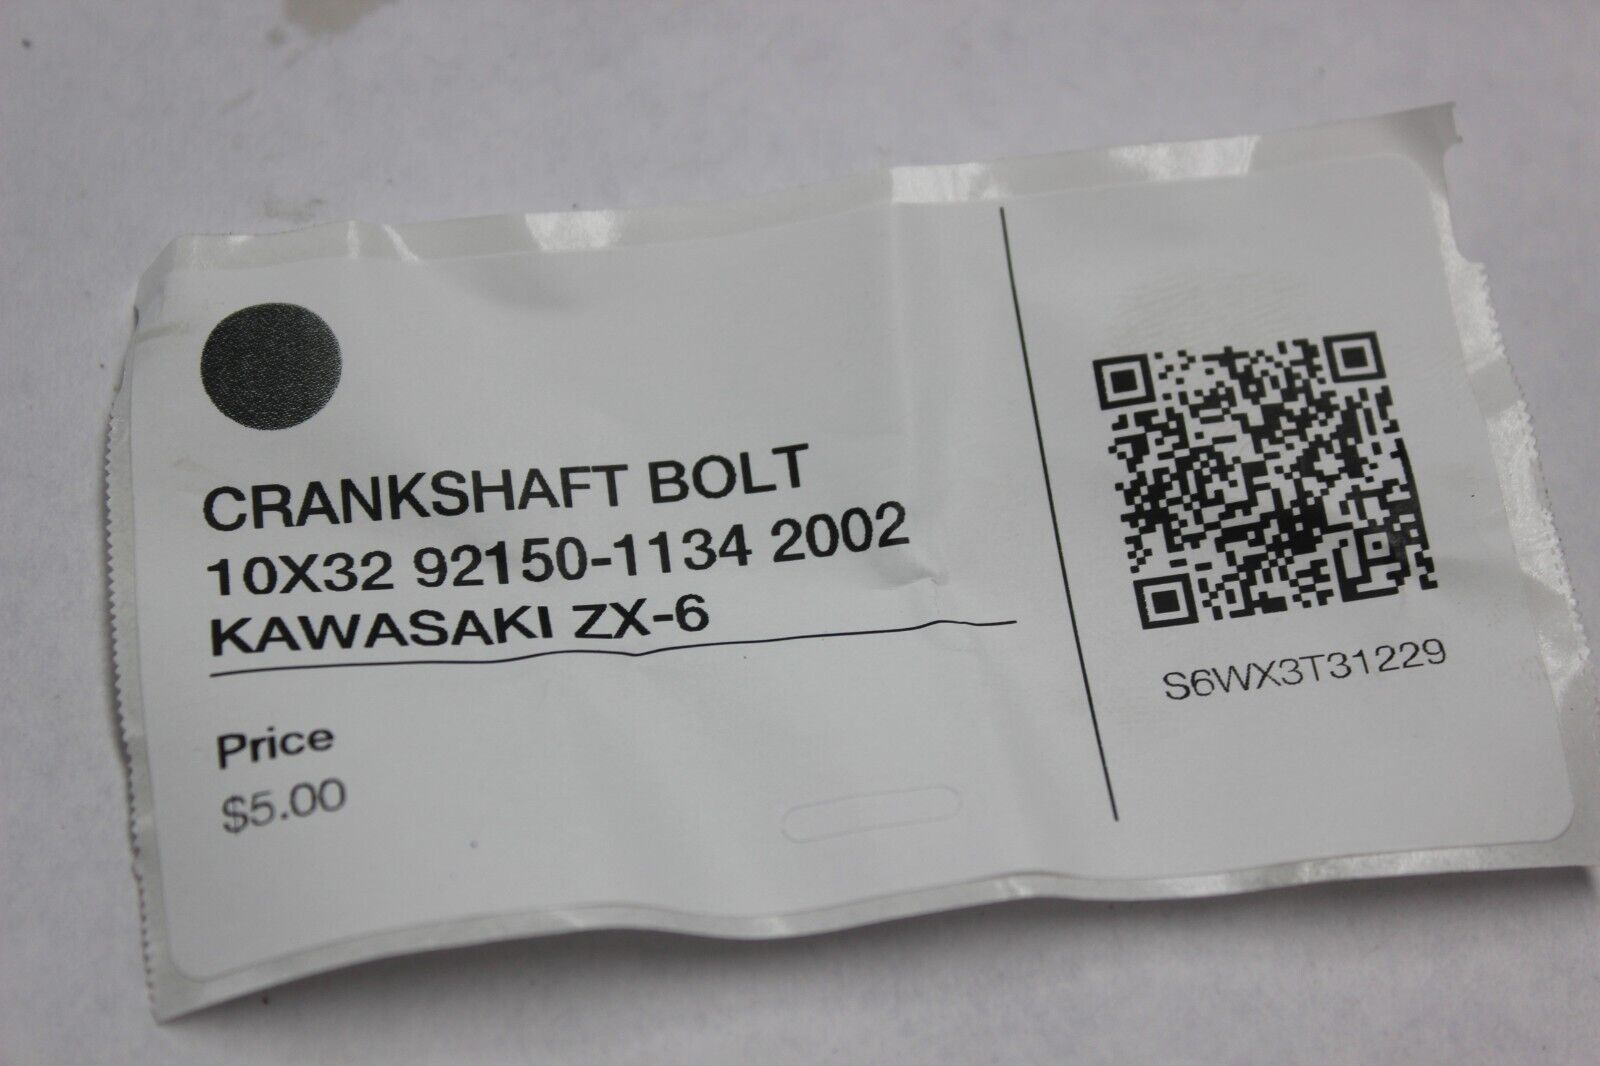 CRANKSHAFT BOLT
10X32 92150-1134 2002
KAWASAKI ZX-6
Price
$5.00
S6WX3T31229